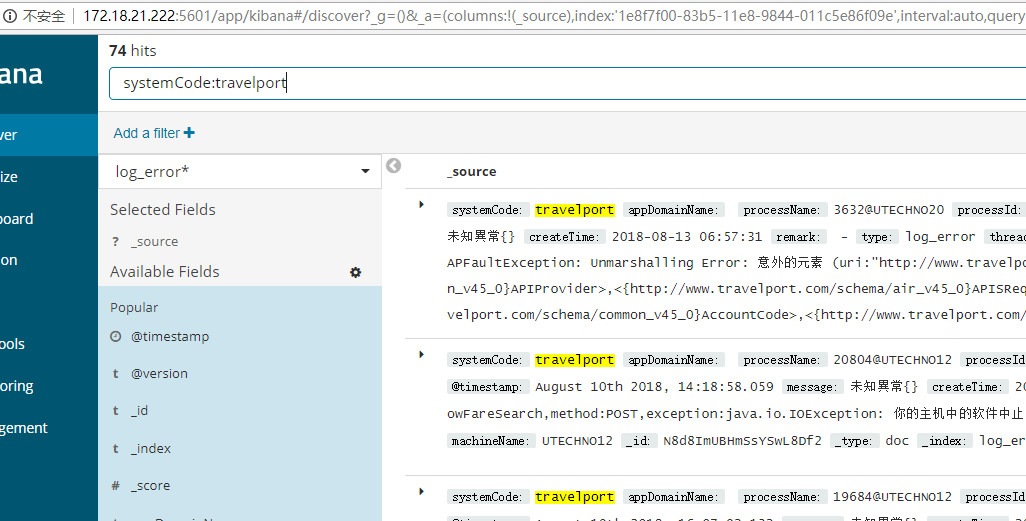 不安全 | 172.18.21.222:5601/app/kibana#/discover?_g=()&_a=(columns:!(_source),index:'1e8f7f00-83b5-11e8-9844-011c5e86f09e',interval:auto,query
ana
ver
ize
board
on
ools
oring
gement
74 hits
systemCode:travelport
Add a filter +
log_error*
Selected Fields
? _source
Available Fields
Popular
@timestamp
t @version
t _id
t _index
# _score
_source
systemCode: travelport appDomainName: processName: 3632@UTECHNO20 processId:
未知異常{} createTime: 2018-08-13 06:57:31 remark: - type: log_error thread
APFaultException: Unmarshalling Error: 意外的元素 (uri:"http://www.travelpo
n_v45_0}APIProvider>,<{http://www.travelport.com/schema/air_v45_0}APISReq
velport.com/schema/common_v45_0}AccountCode>,<{http://www.travelport.com/
systemCode: travelport appDomainName: processName: 20804@UTECHNO12 processId
@timestamp: August 10th 2018, 14:18:58.059 message: 未知異常{} createTime: 20
owFareSearch,method:POST,exception:java.io.IOException: 你的主机中的软件中止
machineName: UTECHNO12 _id: N8d8ImUBHmSsYSwL8Df2 _type: doc _index: log_er
systemCode: travelport appDomainName: processName: 19684@UTECHNO12 processId